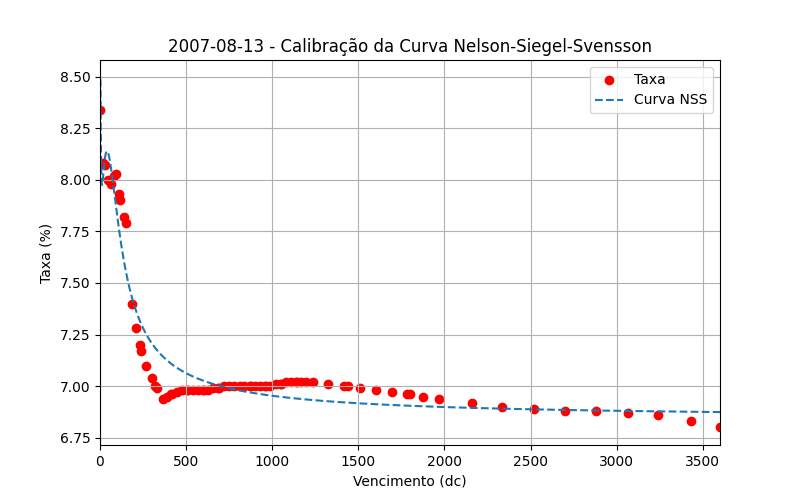 2007-08-13 - Calibração da Curva Nelson-Siegel-Svensson
Taxa
Curva NSS
Taxa (%)
8.50
8.25
8.00
7.75
7.50
7.25
7.00
6.75
0 500 1000 1500 2000 2500 3000 3500
Vencimento (dc)